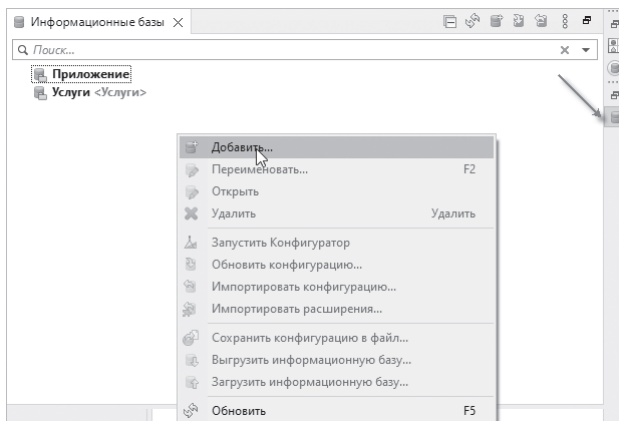 Информационные базы
Поиск...
Приложение
Услуги <Услуги>
Добавить...
Переименовать... F2
Открыть
Удалить Удалить
Запустить Конфигуратор
Обновить конфигурацию...
Импортировать конфигурацию...
Импортировать расширения...
Сохранить конфигурацию в файл...
Выгрузить информационную базу...
Загрузить информационную базу...
Обновить F5